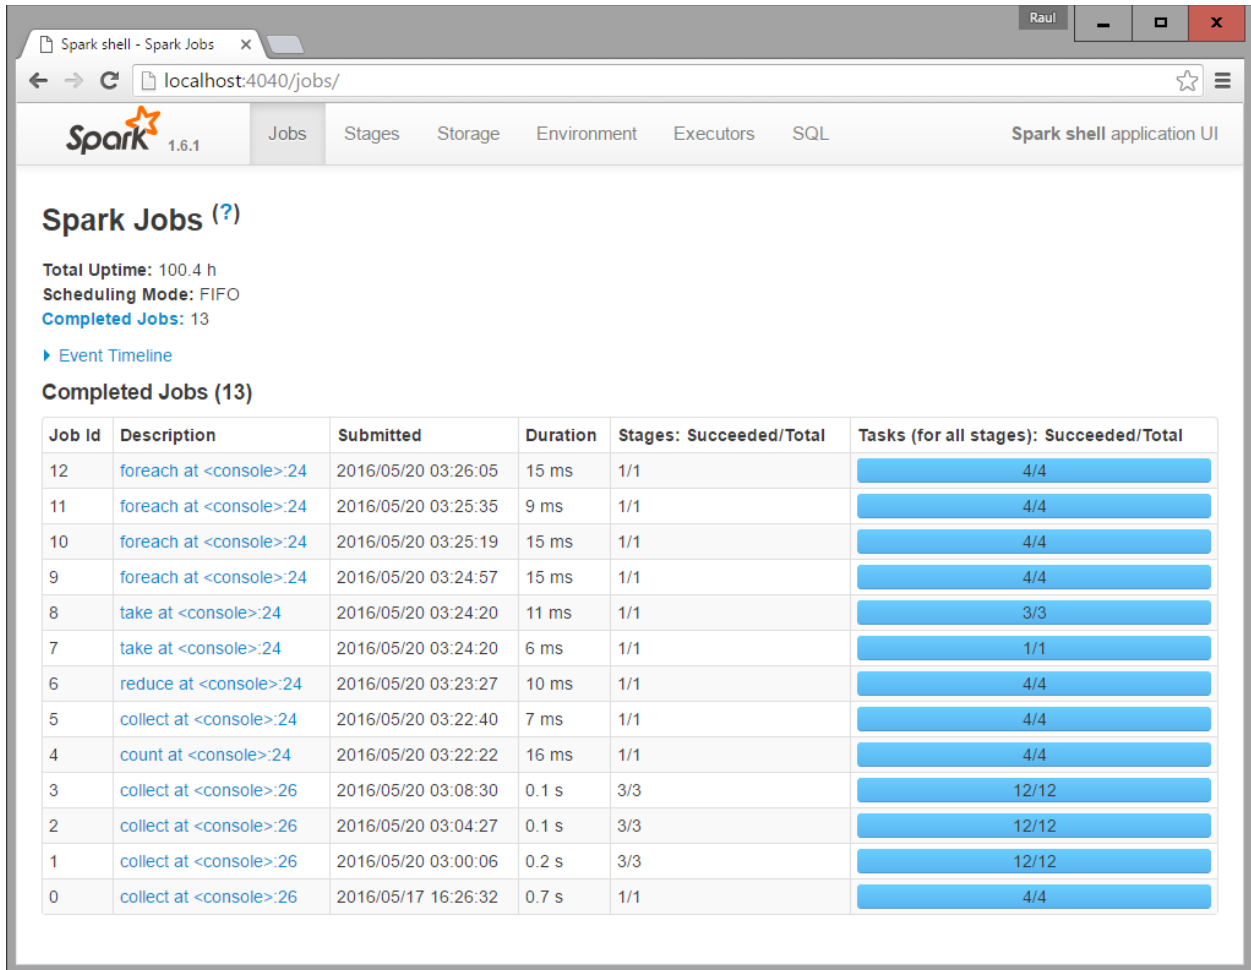 Raul
Spark shell - Spark Jobs
localhost:4040/jobs/
Spark 1.6.1 Jobs Stages Storage Environment Executors SQL Spark shell application UI
Spark Jobs (?)
Total Uptime: 100.4 h
Scheduling Mode: FIFO
Completed Jobs: 13
Event Timeline
Completed Jobs (13)
Job Id Description Submitted Duration Stages: Succeeded/Total Tasks (for all stages): Succeeded/Total
12 foreach at <console>:24 2016/05/20 03:26:05 15 ms 1/1 4/4
11 foreach at <console>:24 2016/05/20 03:25:35 9 ms 1/1 4/4
10 foreach at <console>:24 2016/05/20 03:25:19 15 ms 1/1 4/4
9 foreach at <console>:24 2016/05/20 03:24:57 15 ms 1/1 4/4
8 take at <console>:24 2016/05/20 03:24:20 11 ms 1/1 3/3
7 take at <console>:24 2016/05/20 03:24:20 6 ms 1/1 1/1
6 reduce at <console>:24 2016/05/20 03:23:27 10 ms 1/1 4/4
5 collect at <console>:24 2016/05/20 03:22:40 7 ms 1/1 4/4
4 count at <console>:24 2016/05/20 03:22:22 16 ms 1/1 4/4
3 collect at <console>:26 2016/05/20 03:08:30 0.1 s 3/3 12/12
2 collect at <console>:26 2016/05/20 03:04:27 0.1 s 3/3 12/12
1 collect at <console>:26 2016/05/20 03:00:06 0.2 s 3/3 12/12
0 collect at <console>:26 2016/05/17 16:26:32 0.7 s 1/1 4/4